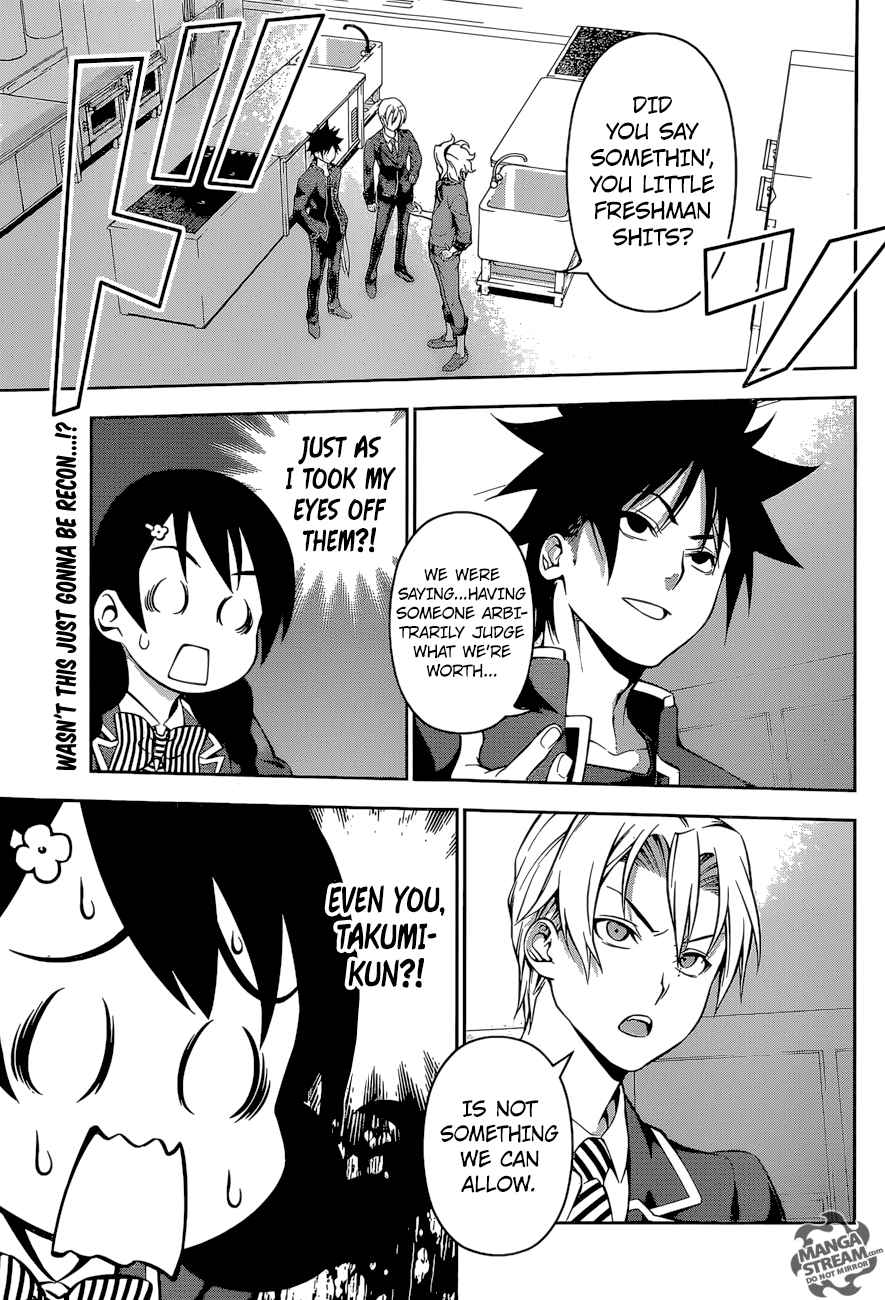 DID
YOU SAY
SOMETHIN',
YOU LITTLE
FRESHMAN
SHITS?
WE WERE
SAYING...HAVING
SOMEONE ARBI-
TRARILY JUDGE
WHAT WE'RE
WORTH...
JUST AS
I TOOK MY
EYES OFF
THEM?!
WASN'T THIS JUST GONNA BE RECON...!?
IS NOT
SOMETHING
WE CAN
ALLOW.
EVEN YOU,
TAKUMI-
KUN?!
MANGA
STREAM.com
DO NOT MIRROR